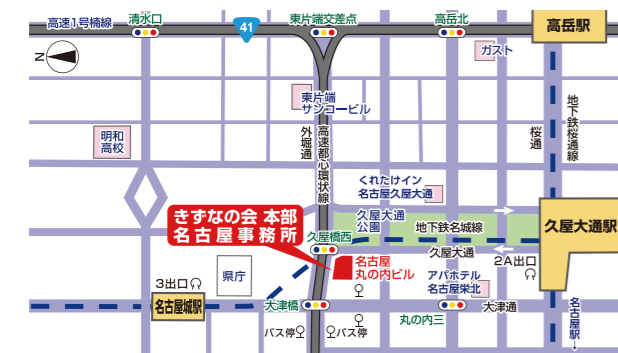 高速1号楠線
清水口
41
東片端交差点
高岳北
高岳駅
N
ガスト
東片端
サンコービル
明和
高校
外堀通
高速都心環状線
桜通
地下鉄桜通線
くれたけイン
名古屋久屋大通
きずなの会 本部
名古屋事務所
久屋大通
公園
地下鉄名城線
久屋大通駅
久屋橋西
久屋大通
2A出口
名古屋
丸の内ビル
3出口
県庁
アパホテル
名古屋栄北
名古屋城駅
大津橋
大津通
バス停
バス停
丸の内三
名古屋駅→